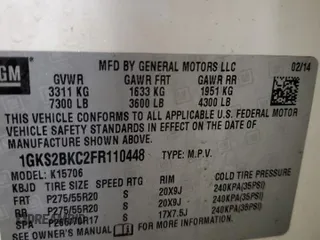 GM
MFD BY GENERAL MOTORS LLC 02/14
GVWR GAWR FRT GAWR RR
3311 KG 1633 KG 1951 KG
7300 LB 3600 LB 4300 LB
THIS VEHICLE CONFORMS TO ALL APPLICABLE U.S. FEDERAL MOTOR
VEHICLE SAFETY STANDARDS IN EFFECT ON THE DATE OF
MANUFACTURE SHOWN ABOVE.
1GKS2BKC2FR110448 TYPE: M.P.V.
MODEL: K15706
KBJD TIRE SIZE SPEED RTG RIM COLD TIRE PRESSURE
FRT P275/55R20 S 20X9J 240KPA(35PSI)
RR P275/55R20 S 20X9J 240KPA(35PSI)
SPA 17X7.5J 240KPA(35PSI)
SEE OWNER'S MANUAL FOR MORE INFORMATION.